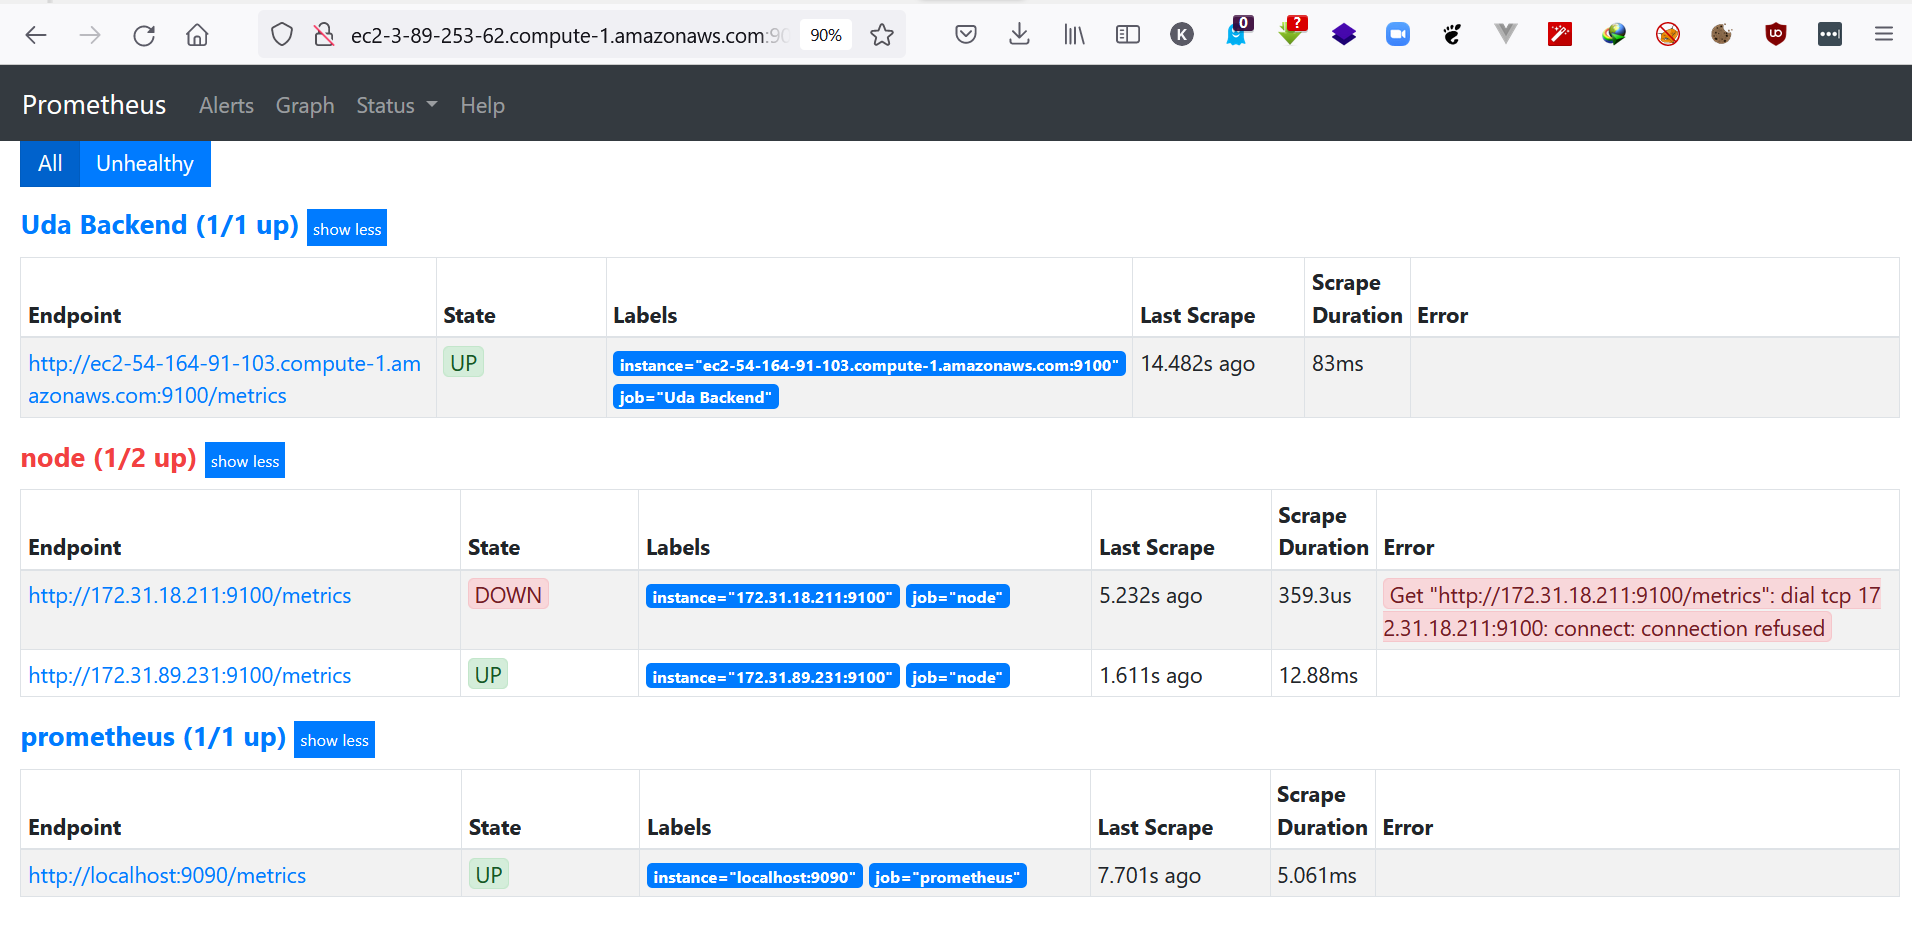 ec2-3-89-253-62.compute-1.amazonaws.com:90 90%
K 0 ?
Prometheus Alerts Graph Status Help
All Unhealthy
Uda Backend (1/1 up) show less
Endpoint State Labels Last Scrape Scrape Duration Error
http://ec2-54-164-91-103.compute-1.am
azonaws.com:9100/metrics
UP
instance="ec2-54-164-91-103.compute-1.amazonaws.com:9100"
job="Uda Backend"
14.482s ago 83ms
node (1/2 up) show less
Endpoint State Labels Last Scrape Scrape Duration Error
http://172.31.18.211:9100/metrics DOWN instance="172.31.18.211:9100" job="node" 5.232s ago 359.3us
Get "http://172.31.18.211:9100/metrics": dial tcp 17
2.31.18.211:9100: connect: connection refused
http://172.31.89.231:9100/metrics UP instance="172.31.89.231:9100" job="node" 1.611s ago 12.88ms
prometheus (1/1 up) show less
Endpoint State Labels Last Scrape Scrape Duration Error
http://localhost:9090/metrics UP instance="localhost:9090" job="prometheus" 7.701s ago 5.061ms